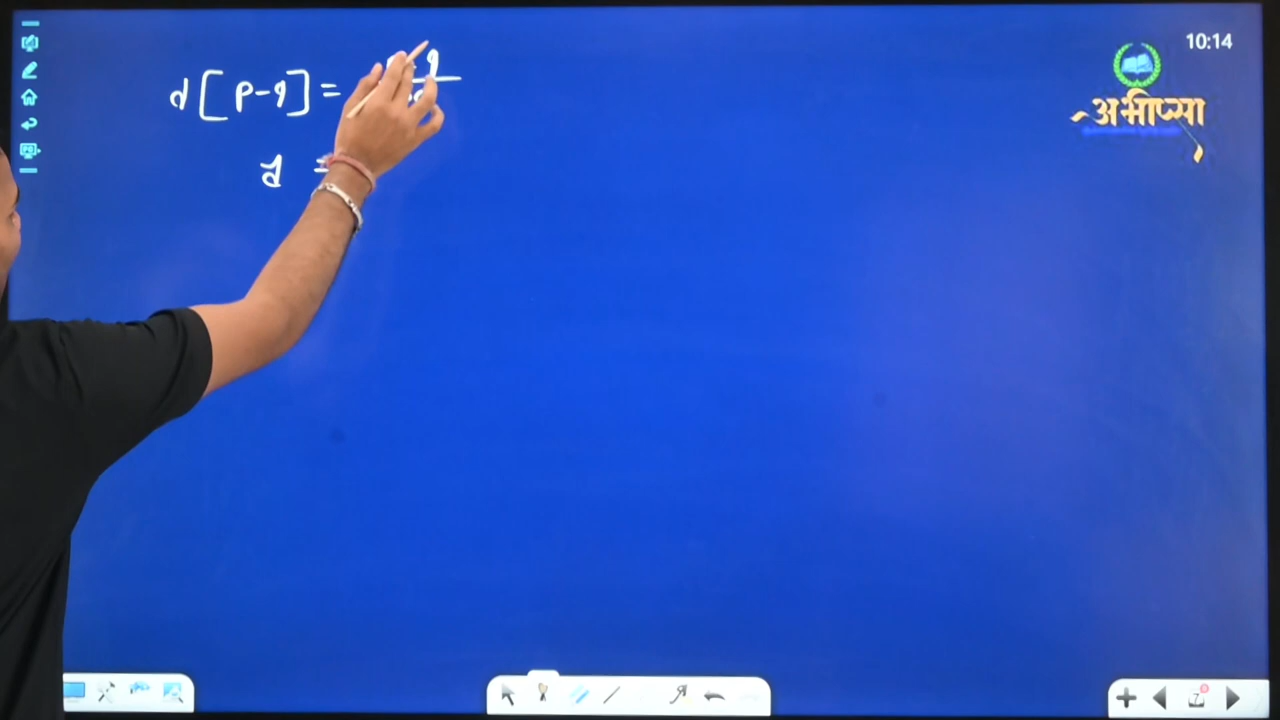 10:14
अभीप्सा
d [p-q] =
d =